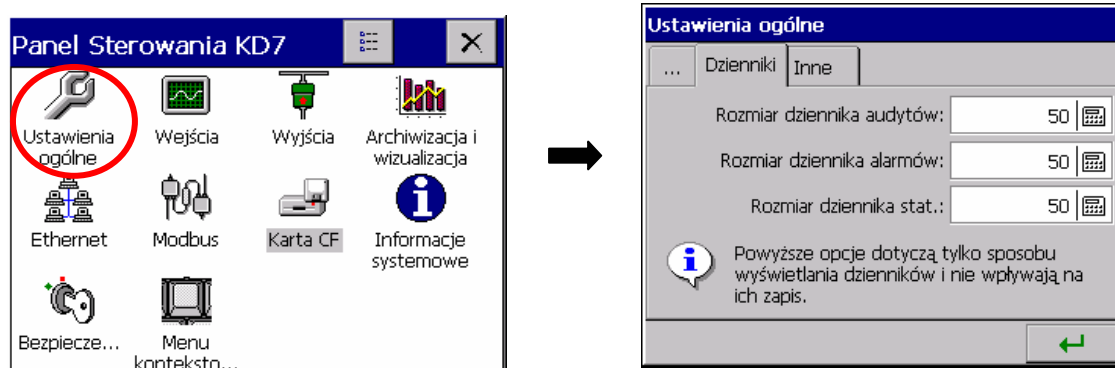 Panel Sterowania KD7
Ustawienia
ogólne
Wejścia
Wyjścia
Archiwizacja i
wizualizacja
Ethernet
Modbus
Karta CF
Informacje
systemowe
Bezpiecze...
Menu
konteksto...
Ustawienia ogólne
...
Dzienniki
Inne
Rozmiar dziennika audytów: 50
Rozmiar dziennika alarmów: 50
Rozmiar dziennika stat.: 50
Powyższe opcje dotyczą tylko sposobu
wyświetlania dzienników i nie wpływają na
ich zapis.